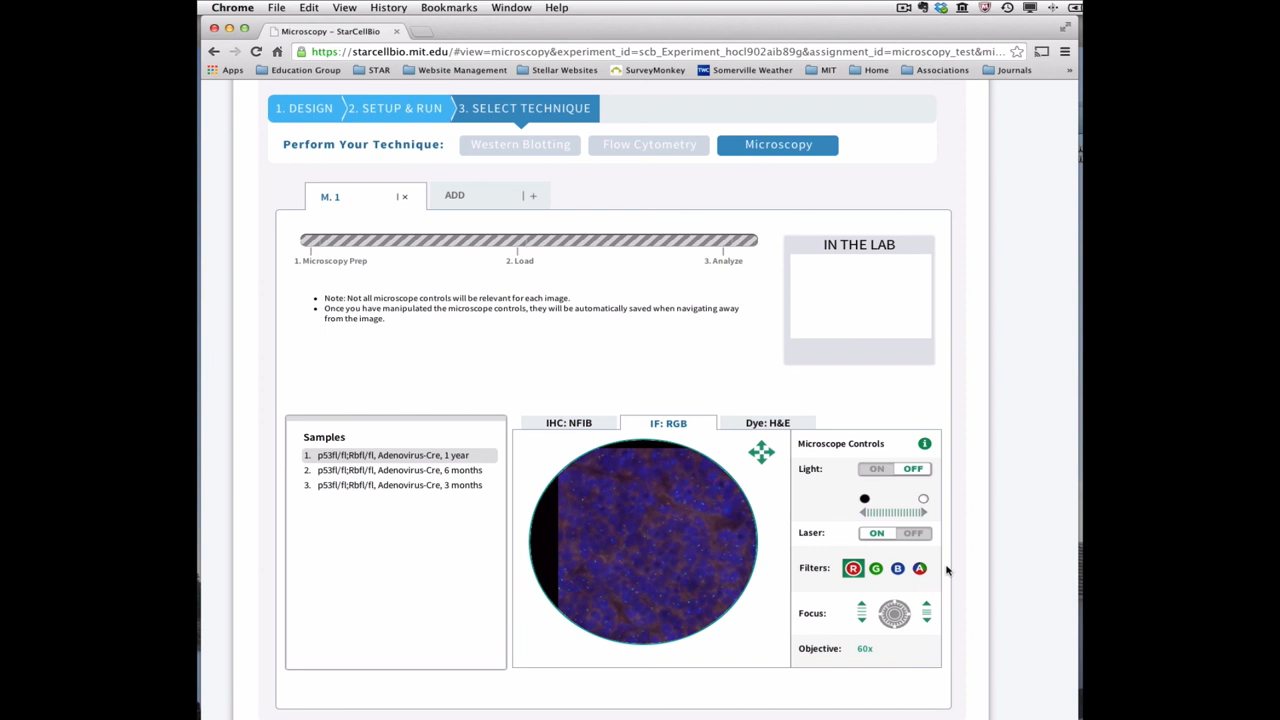 Chrome File Edit View History Bookmarks Window Help
Microscopy – StarCellBio
https://starcellbio.mit.edu/#view=microscopy&experiment_id=scb_Experiment_hocl902aib89g&assignment_id=microscopy_test&mi...
Apps Education Group STAR Website Management Stellar Websites SurveyMonkey TWC Somerville Weather MIT Home Associations Journals »
1. DESIGN 2. SETUP & RUN 3. SELECT TECHNIQUE
Perform Your Technique: Western Blotting Flow Cytometry Microscopy
M. 1 | × ADD | +
IN THE LAB
1. Microscopy Prep 2. Load 3. Analyze
• Note: Not all microscope controls will be relevant for each image.
• Once you have manipulated the microscope controls, they will be automatically saved when navigating away
from the image.
IHC: NFIB IF: RGB Dye: H&E
Samples
1. p53fl/fl;Rbfl/fl, Adenovirus-Cre, 1 year
2. p53fl/fl;Rbfl/fl, Adenovirus-Cre, 6 months
3. p53fl/fl;Rbfl/fl, Adenovirus-Cre, 3 months
Microscope Controls i
Light: ON OFF
Laser: ON OFF
Filters: R G B A
Focus:
Objective: 60x